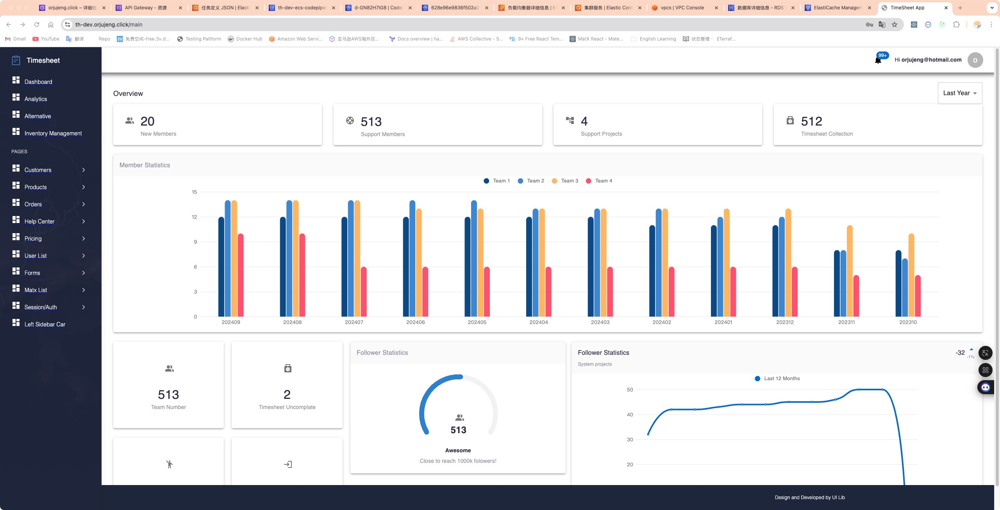 orjujeng.click – 详细信
API Gateway - 资源
任务定义 JSON | Elasti
th-dev-ecs-codepipel
d-GN82H7IG8 | CodeD
628e96e9836f502a0
负载均衡器详细信息 | E
集群服务 | Elastic Cont
vpcs | VPC Console
数据库详细信息 - RDS
ElastiCache Managem
TimeSheet App
th-dev.orjujeng.click/main
Gmail
YouTube
翻译
Repo
免费空间-free.3v.d...
Testing Paltform
Docker Hub
Amazon Web Servi...
亚马逊AWS海外区...
Docs overview | ha...
AWS Collective - S...
9+ Free React Tem...
MatX React - Mate...
English Learning
状态管理 · 《Terraf...
Timesheet
99+
Hi orjujeng@hotmail.com
O
Dashboard
Analytics
Alternative
Inventory Management
PAGES
Customers
Products
Orders
Help Center
Pricing
User List
Forms
Matx List
Session/Auth
Left Sidebar Car
Overview
Last Year
20
New Members
513
Support Members
4
Support Projects
512
Timesheet Collection
Member Statistics
Team 1 Team 2 Team 3 Team 4
15
12
9
6
3
0
202409 202408 202407 202406 202405 202404 202403 202402 202401 202312 202311 202310
513
Team Number
2
Timesheet Uncomplate
Follower Statistics
513
Awesome
Close to reach 1000k folowers!
Follower Statistics
System projects
-32
-1%
Last 12 Months
50
40
30
20
Design and Developed by UI Lib